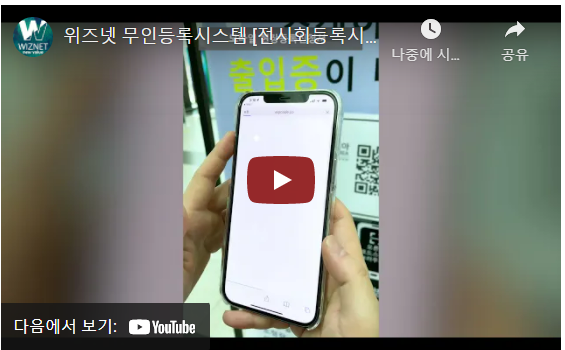 WIZNET
위즈넷 무인등록시스템 [전시회등록시...
나중에 시...
공유
출입증이
다음에서 보기: YouTube